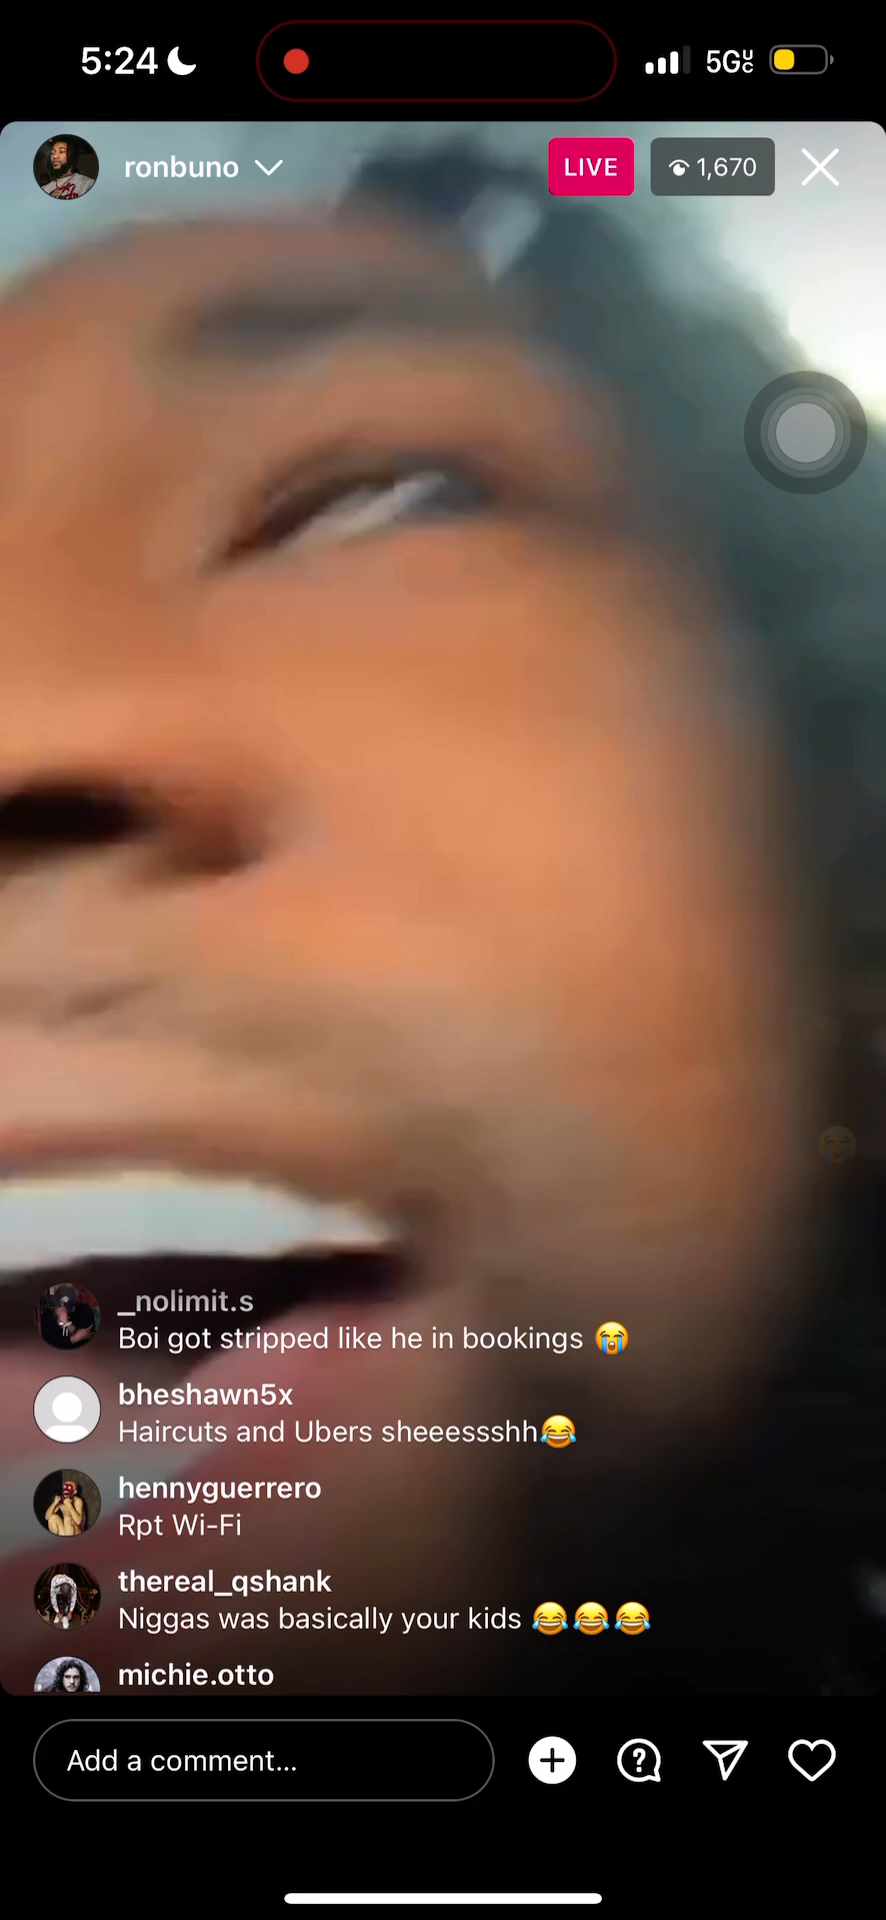 5:24
5GUC
ronbuno
LIVE
1,670
_nolimit.s
Boi got stripped like he in bookings 😭
bheshawn5x
Haircuts and Ubers sheeessshh😂
hennyguerrero
Rpt Wi-Fi
thereal_qshank
Niggas was basically your kids 😂😂😂
michie.otto
Add a comment...